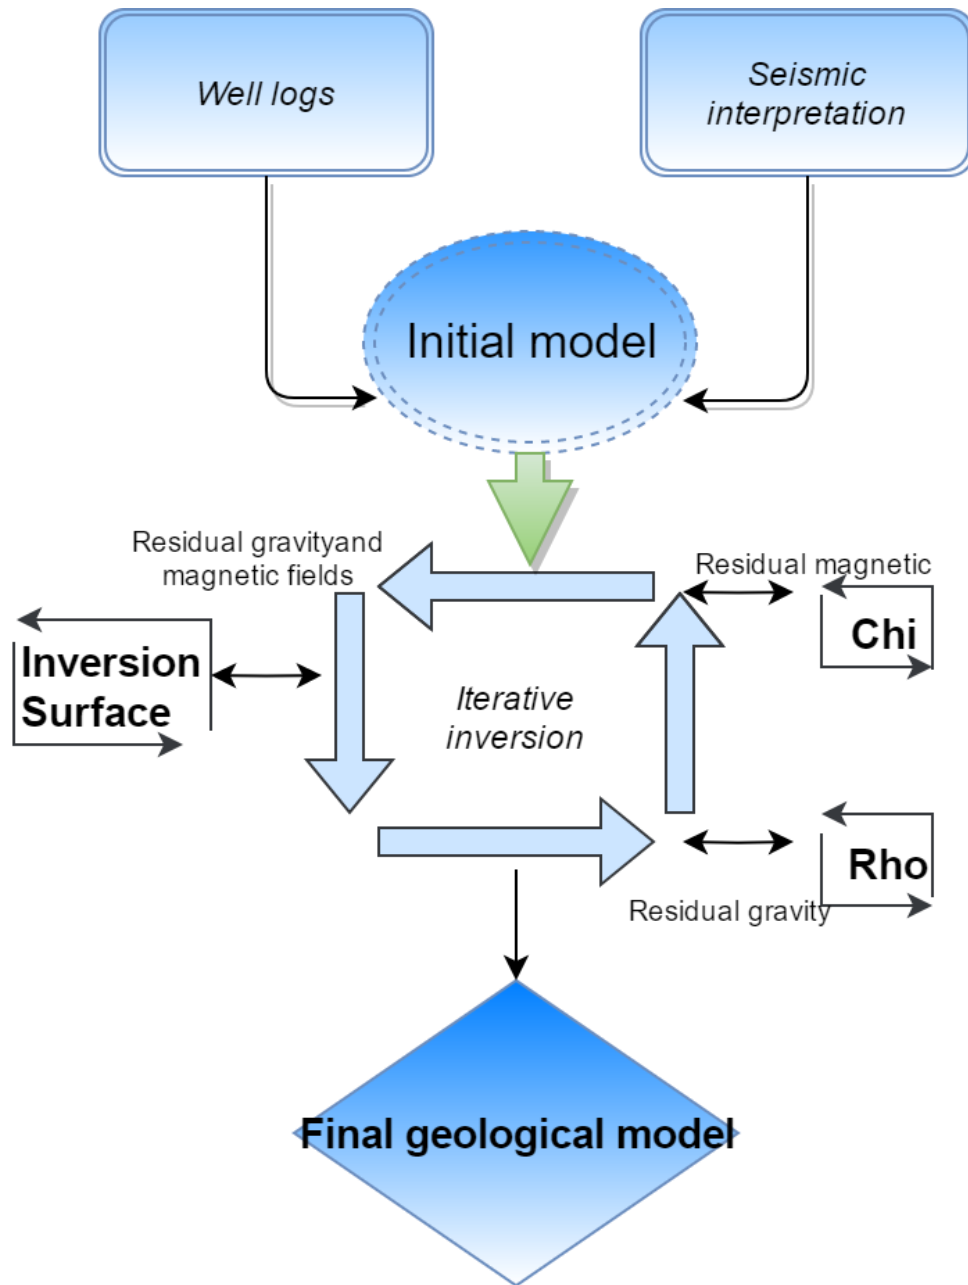 Well logs
Seismic
interpretation
Initial model
Residual gravityand
magnetic fields
Residual magnetic
Chi
Inversion
Surface
Iterative
inversion
Rho
Residual gravity
Final geological model